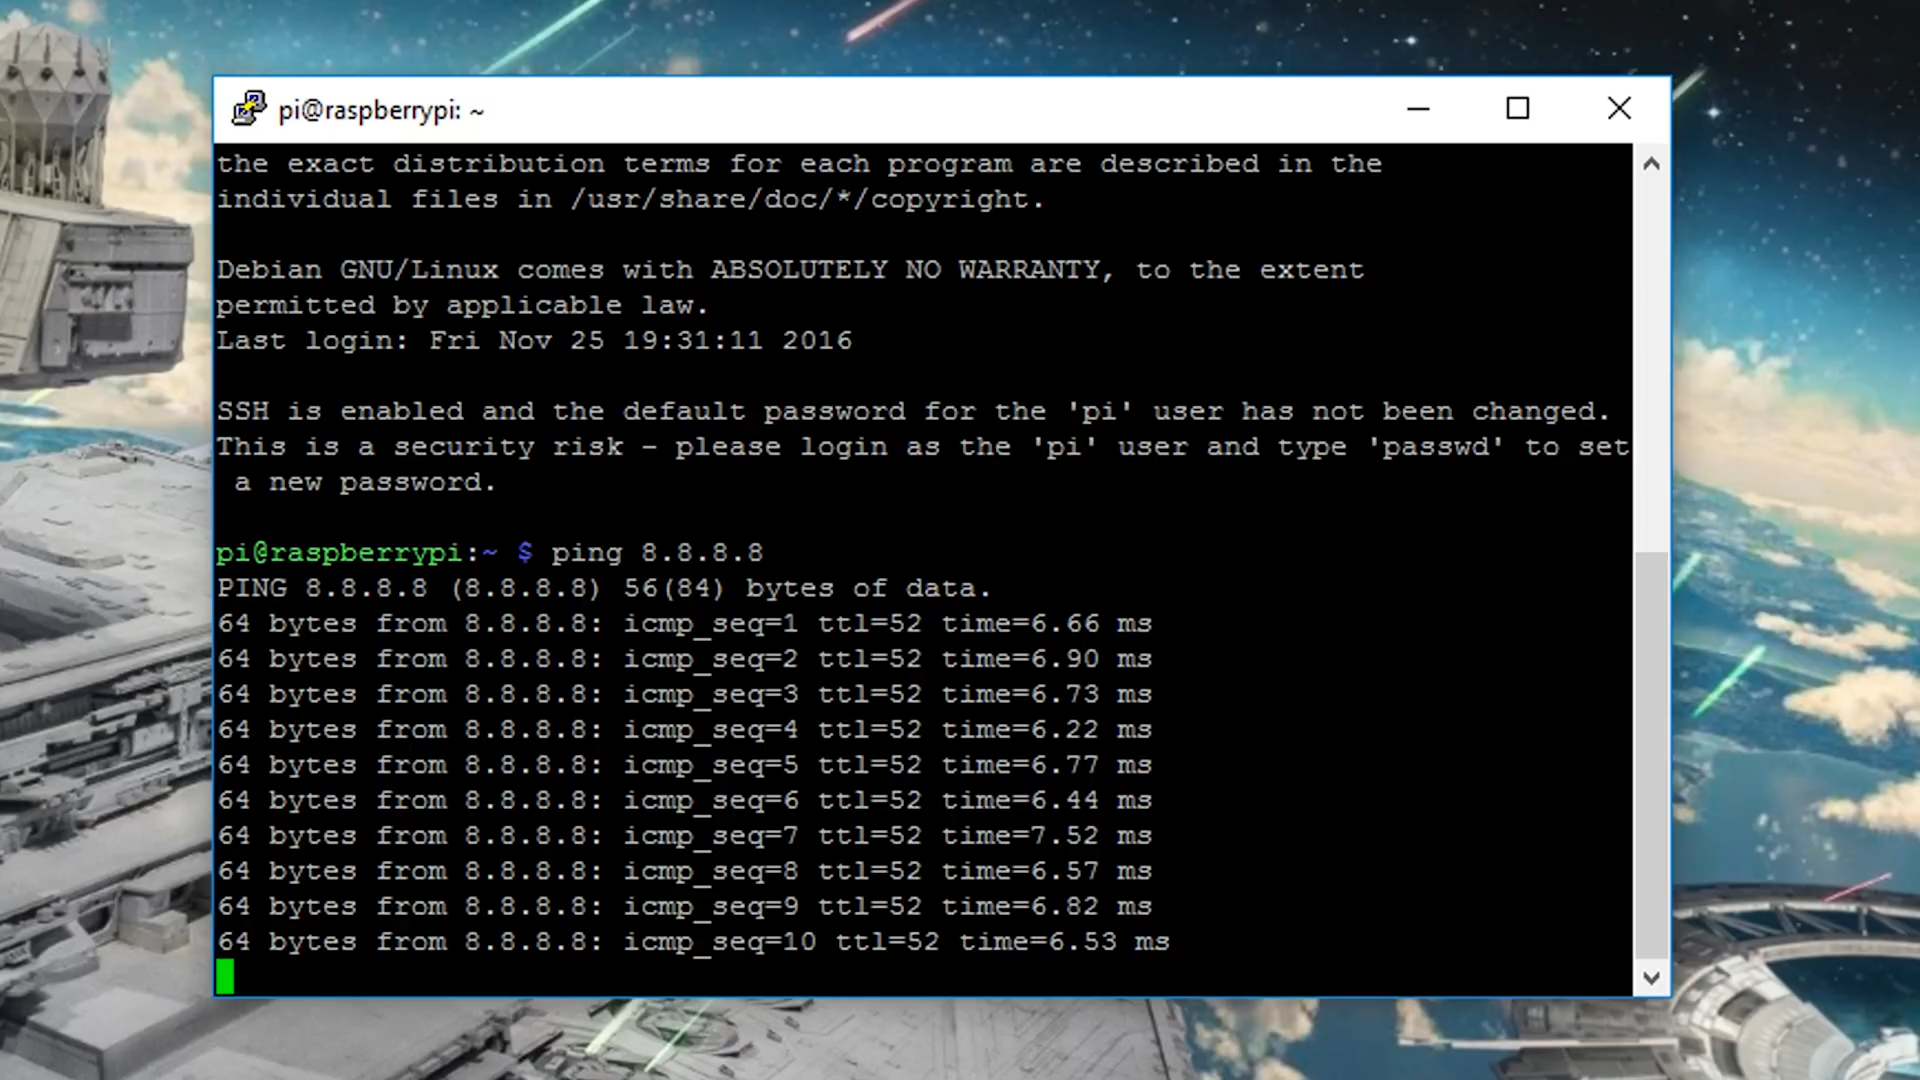 pi@raspberrypi: ~
the exact distribution terms for each program are described in the
individual files in /usr/share/doc/*/copyright.
Debian GNU/Linux comes with ABSOLUTELY NO WARRANTY, to the extent
permitted by applicable law.
Last login: Fri Nov 25 19:31:11 2016
SSH is enabled and the default password for the 'pi' user has not been changed.
This is a security risk - please login as the 'pi' user and type 'passwd' to set
 a new password.
pi@raspberrypi:~ $ ping 8.8.8.8
PING 8.8.8.8 (8.8.8.8) 56(84) bytes of data.
64 bytes from 8.8.8.8: icmp_seq=1 ttl=52 time=6.66 ms
64 bytes from 8.8.8.8: icmp_seq=2 ttl=52 time=6.90 ms
64 bytes from 8.8.8.8: icmp_seq=3 ttl=52 time=6.73 ms
64 bytes from 8.8.8.8: icmp_seq=4 ttl=52 time=6.22 ms
64 bytes from 8.8.8.8: icmp_seq=5 ttl=52 time=6.77 ms
64 bytes from 8.8.8.8: icmp_seq=6 ttl=52 time=6.44 ms
64 bytes from 8.8.8.8: icmp_seq=7 ttl=52 time=7.52 ms
64 bytes from 8.8.8.8: icmp_seq=8 ttl=52 time=6.57 ms
64 bytes from 8.8.8.8: icmp_seq=9 ttl=52 time=6.82 ms
64 bytes from 8.8.8.8: icmp_seq=10 ttl=52 time=6.53 ms